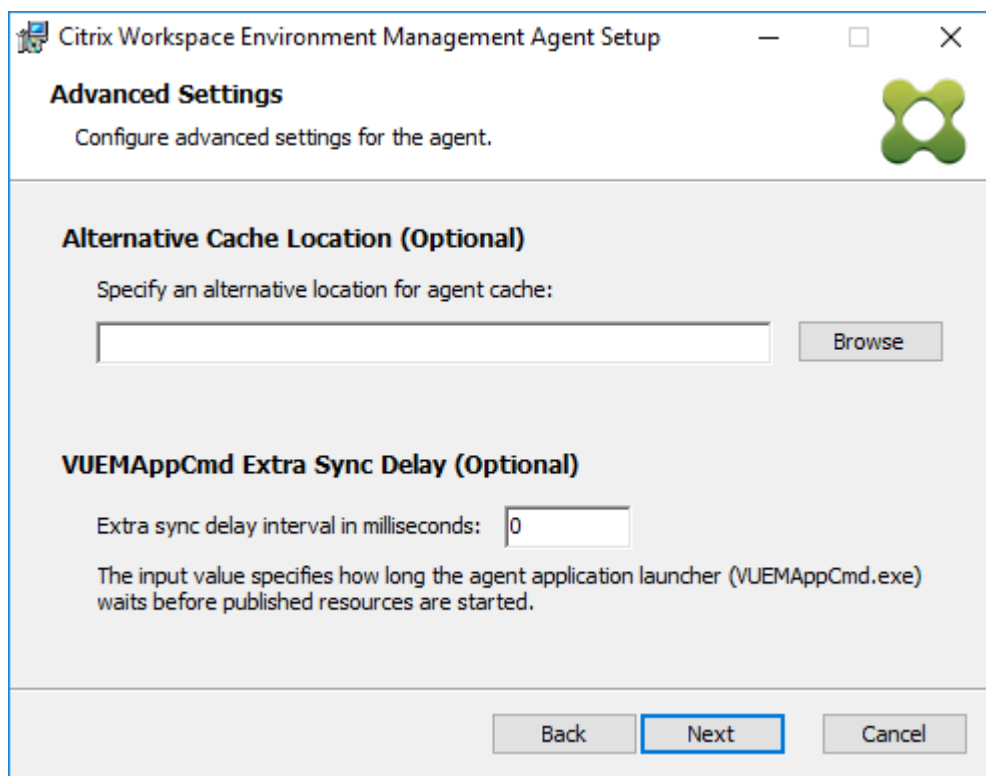 Citrix Workspace Environment Management Agent Setup
Advanced Settings
Configure advanced settings for the agent.
Alternative Cache Location (Optional)
Specify an alternative location for agent cache:
Browse
VUEMAppCmd Extra Sync Delay (Optional)
Extra sync delay interval in milliseconds: 0
The input value specifies how long the agent application launcher (VUEMAppCmd.exe)
waits before published resources are started.
Back Next Cancel